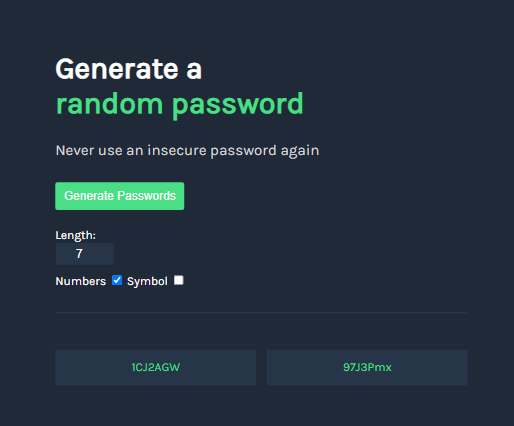 Generate a
random password
Never use an insecure password again
Generate Passwords
Length:
7
Numbers Symbol
1CJ2AGW 97J3Pmx